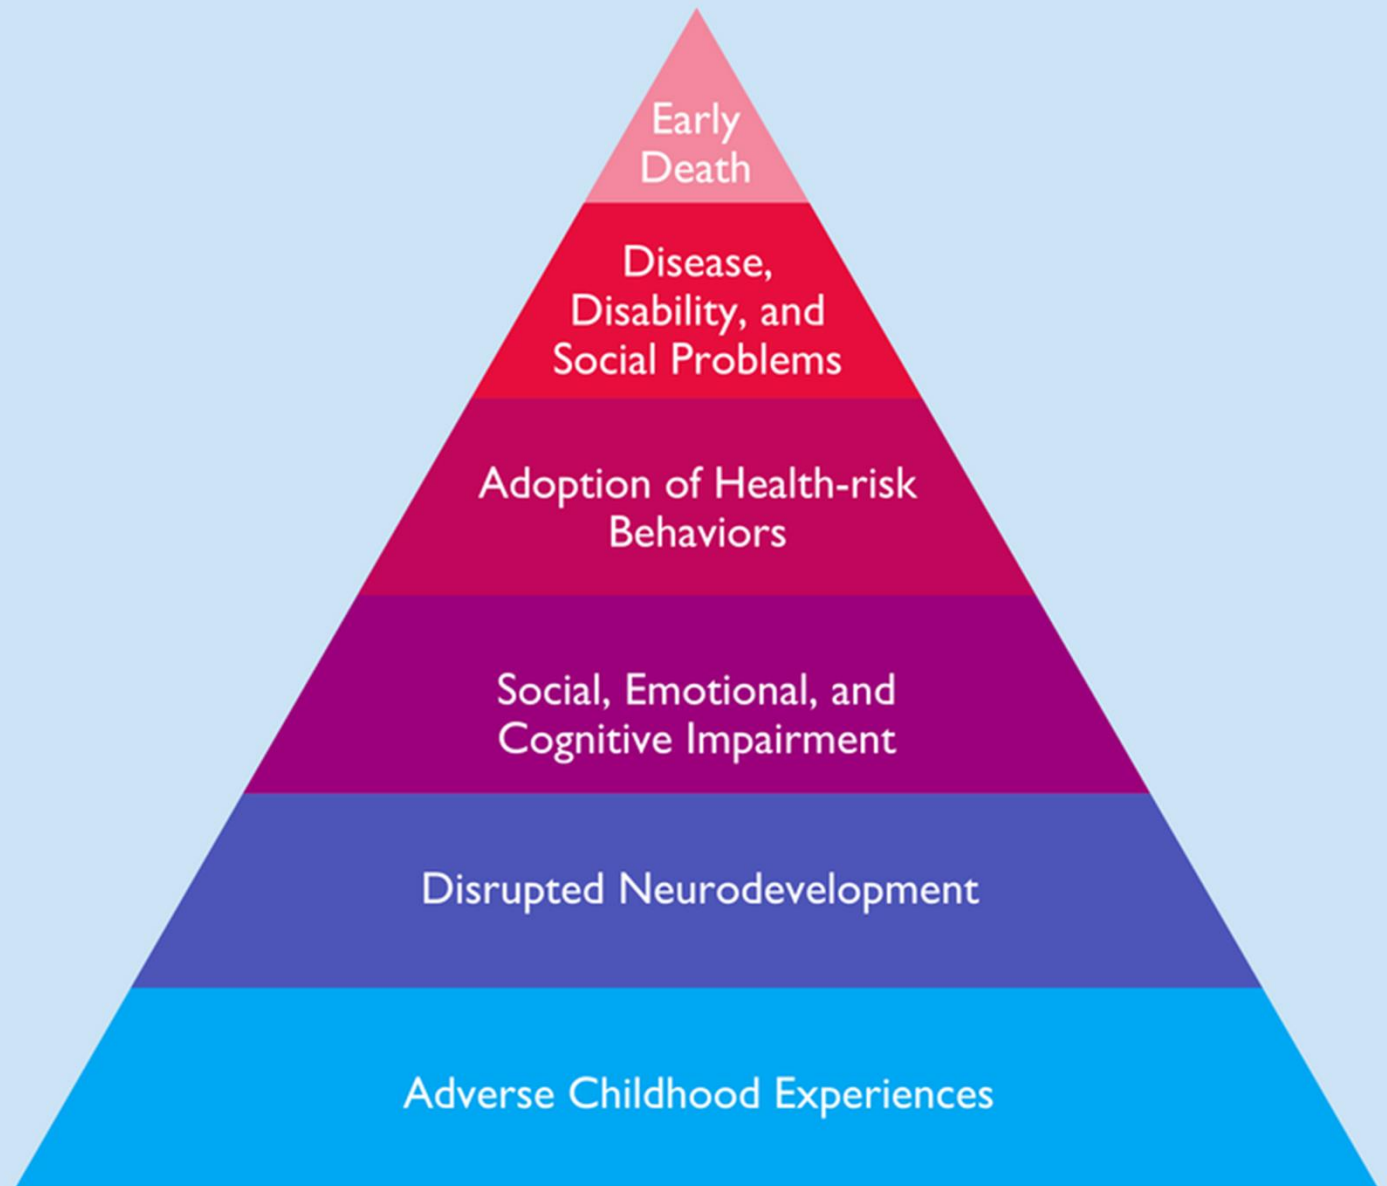 Early
Death
Disease,
Disability, and
Social Problems
Adoption of Health-risk
Behaviors
Social, Emotional, and
Cognitive Impairment
Disrupted Neurodevelopment
Adverse Childhood Experiences